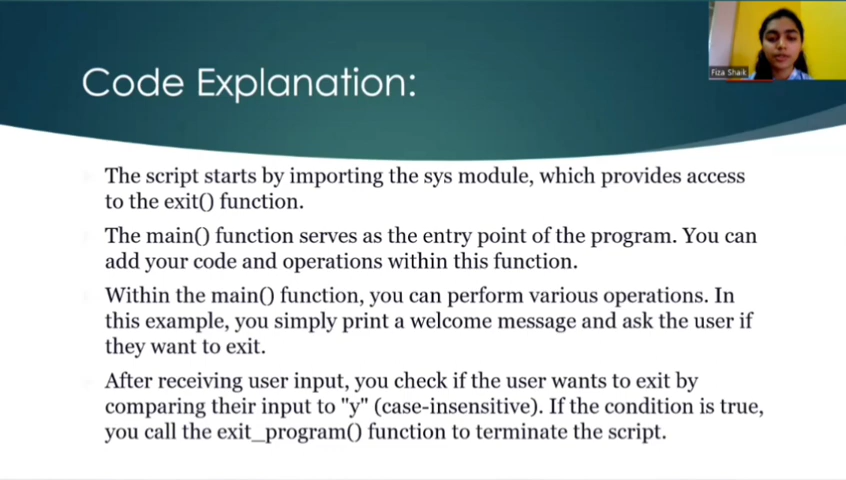 Code Explanation:
Fiza Shaik
The script starts by importing the sys module, which provides access
to the exit() function.
The main() function serves as the entry point of the program. You can
add your code and operations within this function.
Within the main() function, you can perform various operations. In
this example, you simply print a welcome message and ask the user if
they want to exit.
After receiving user input, you check if the user wants to exit by
comparing their input to "y" (case-insensitive). If the condition is true,
you call the exit_program() function to terminate the script.